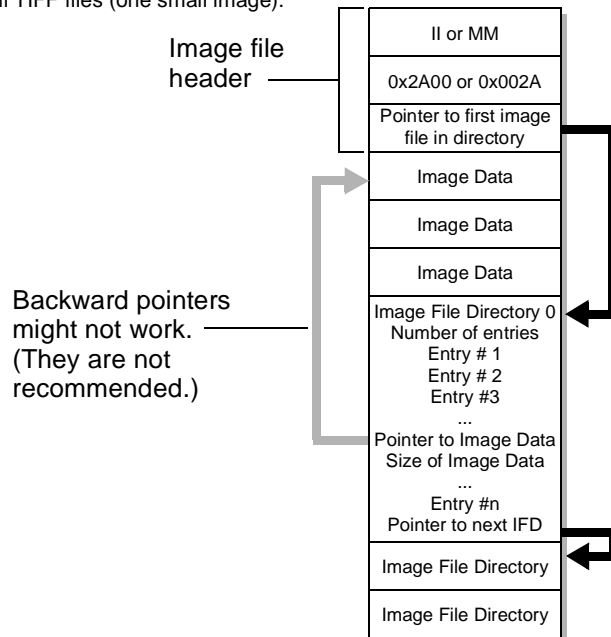 TIFF files (one small image).
Image file
header
II or MM
0x2A00 or 0x002A
Pointer to first image
file in directory
Image Data
Image Data
Image Data
Backward pointers
might not work.
(They are not
recommended.)
Image File Directory 0
Number of entries
Entry # 1
Entry # 2
Entry #3
...
Pointer to Image Data
Size of Image Data
...
Entry #n
Pointer to next IFD
Image File Directory
Image File Directory